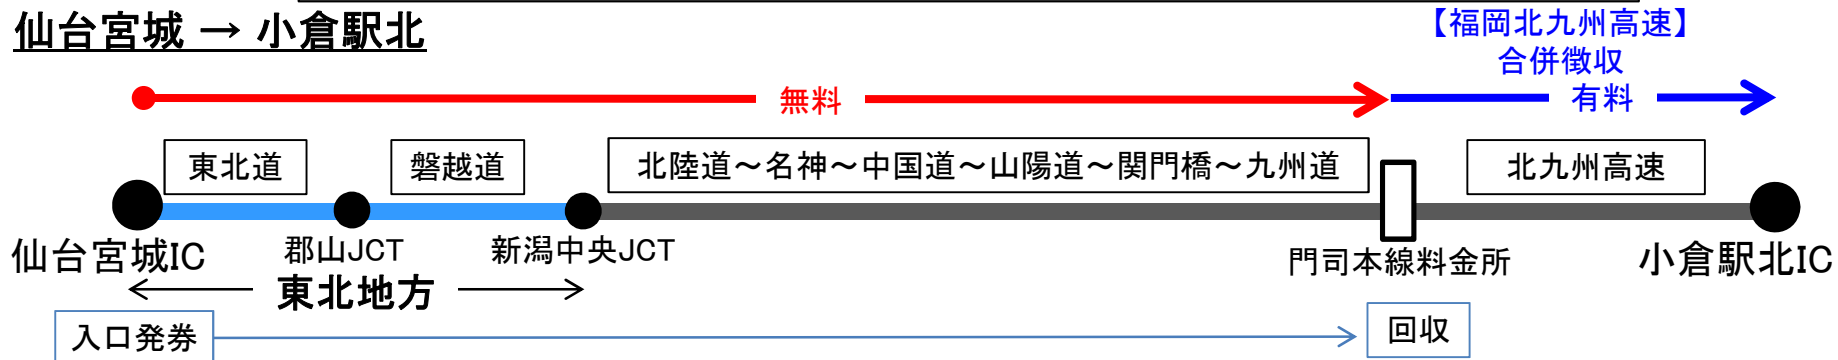 仙台宮城 → 小倉駅北
【福岡北九州高速】
合併徴収
無料
有料
東北道
磐越道
北陸道～名神～中国道～山陽道～関門橋～九州道
北九州高速
仙台宮城IC
郡山JCT
新潟中央JCT
門司本線料金所
小倉駅北IC
東北地方
入口発券
回収